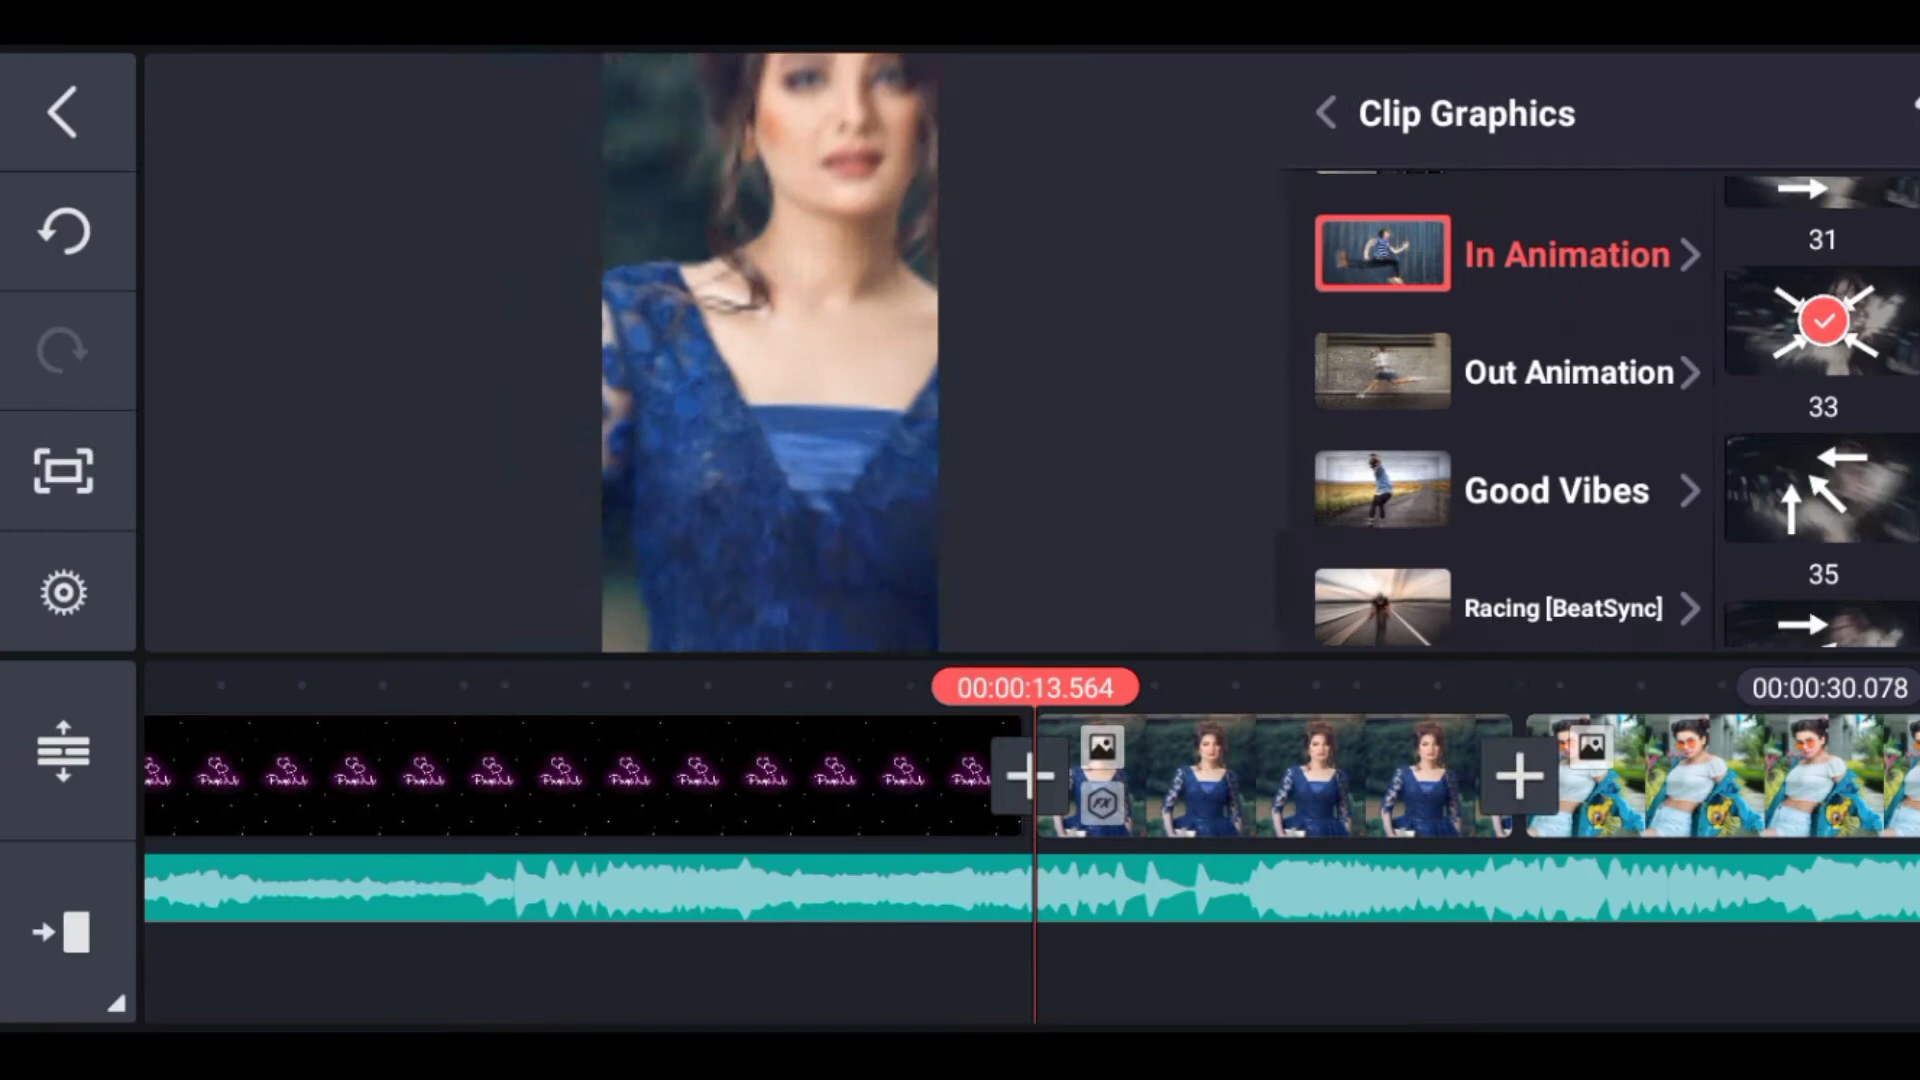 Clip Graphics
In Animation
Out Animation
Good Vibes
Racing [BeatSync]
31
33
35
00:00:13.564
00:00:30.078
FX